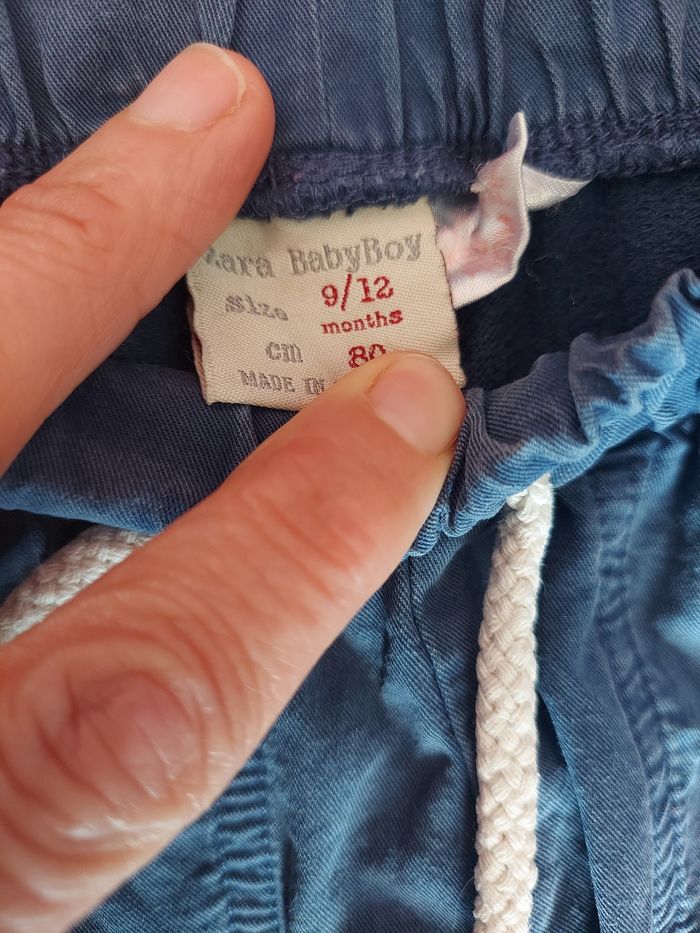 Zara BabyBoy
Size 9/12
months
cm 80
MADE IN